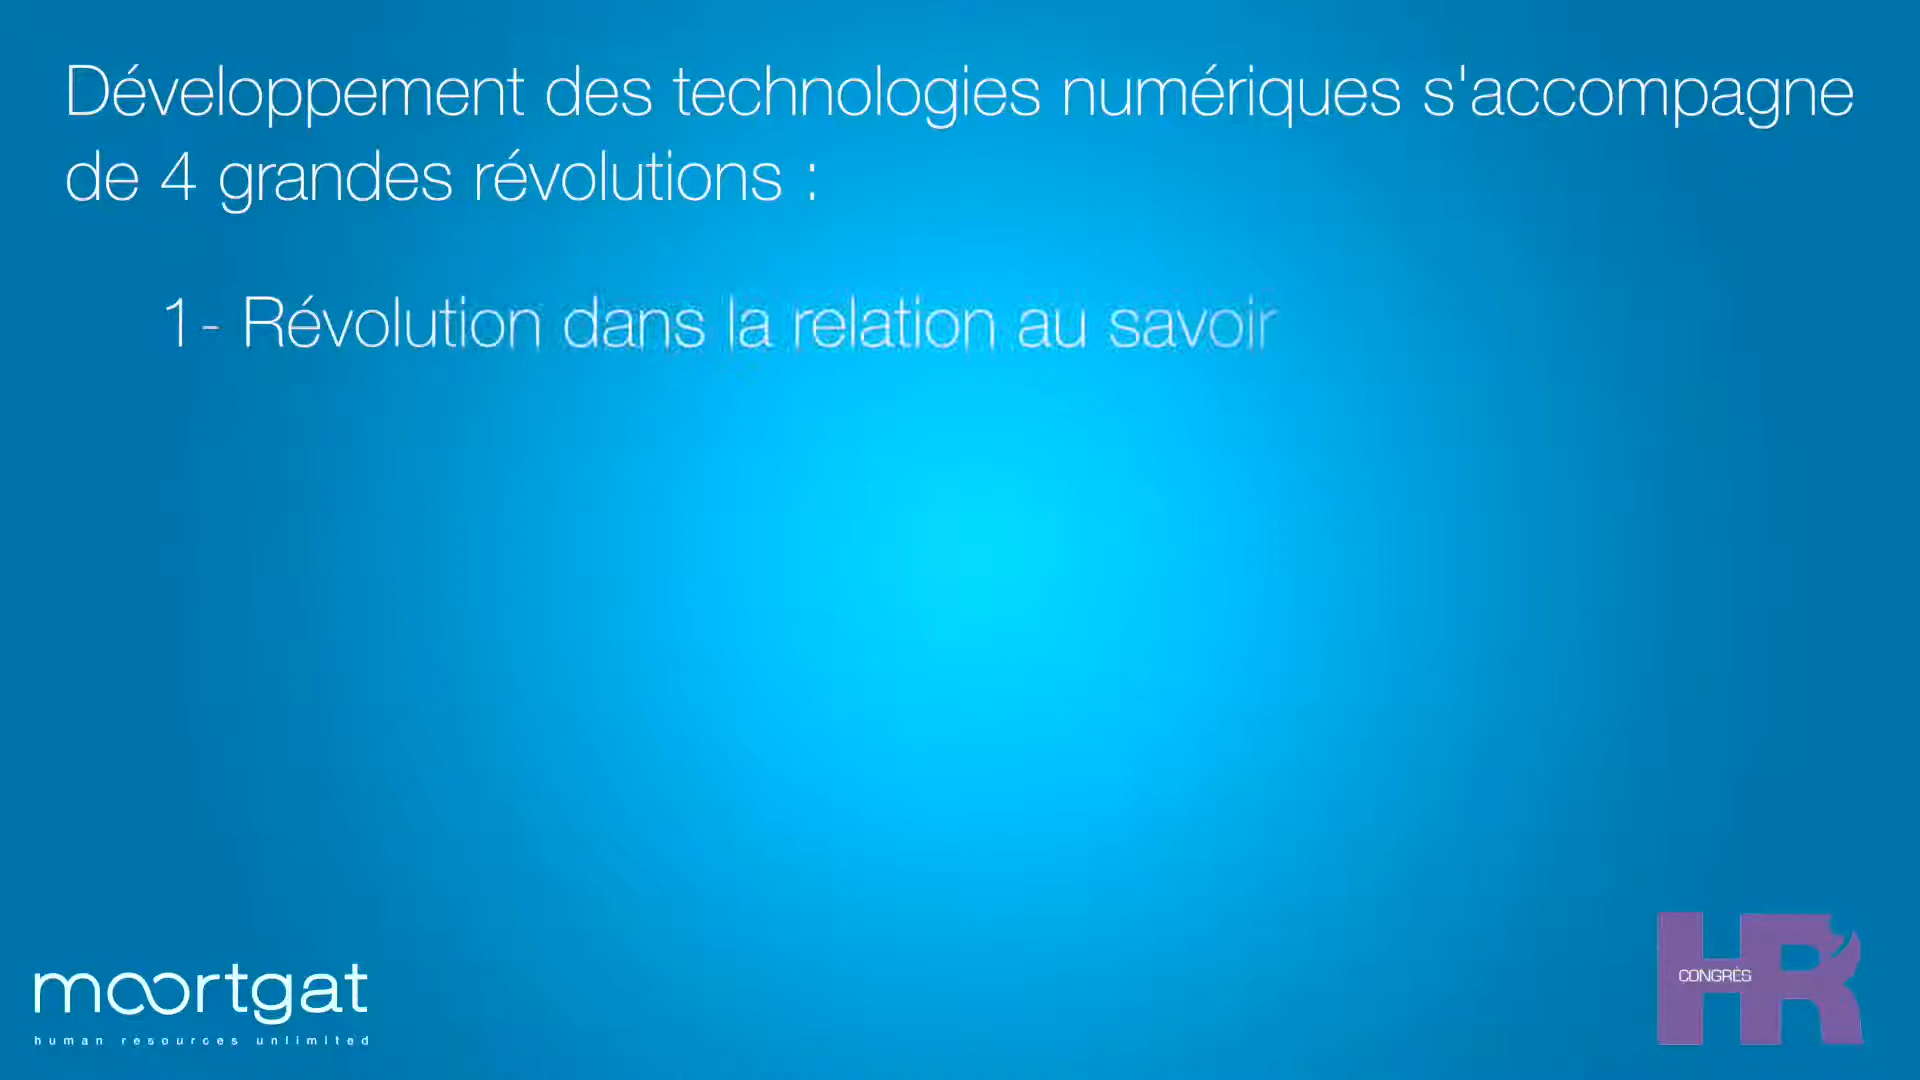 Développement des technologies numériques s'accompagne
de 4 grandes révolutions :
1- Révolution dans la relation au savoir
moortgat
human resources unlimited
HR
CONGRÈS